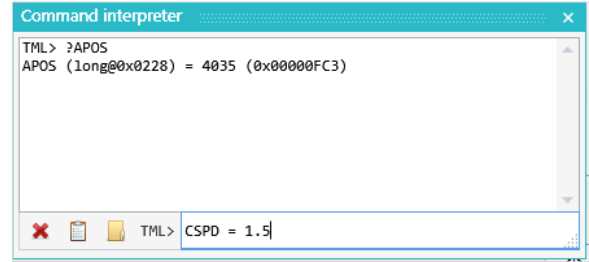 Command interpreter
TML> ?APOS
APOS (long@0x0228) = 4035 (0x00000FC3)
TML> CSPD = 1.5